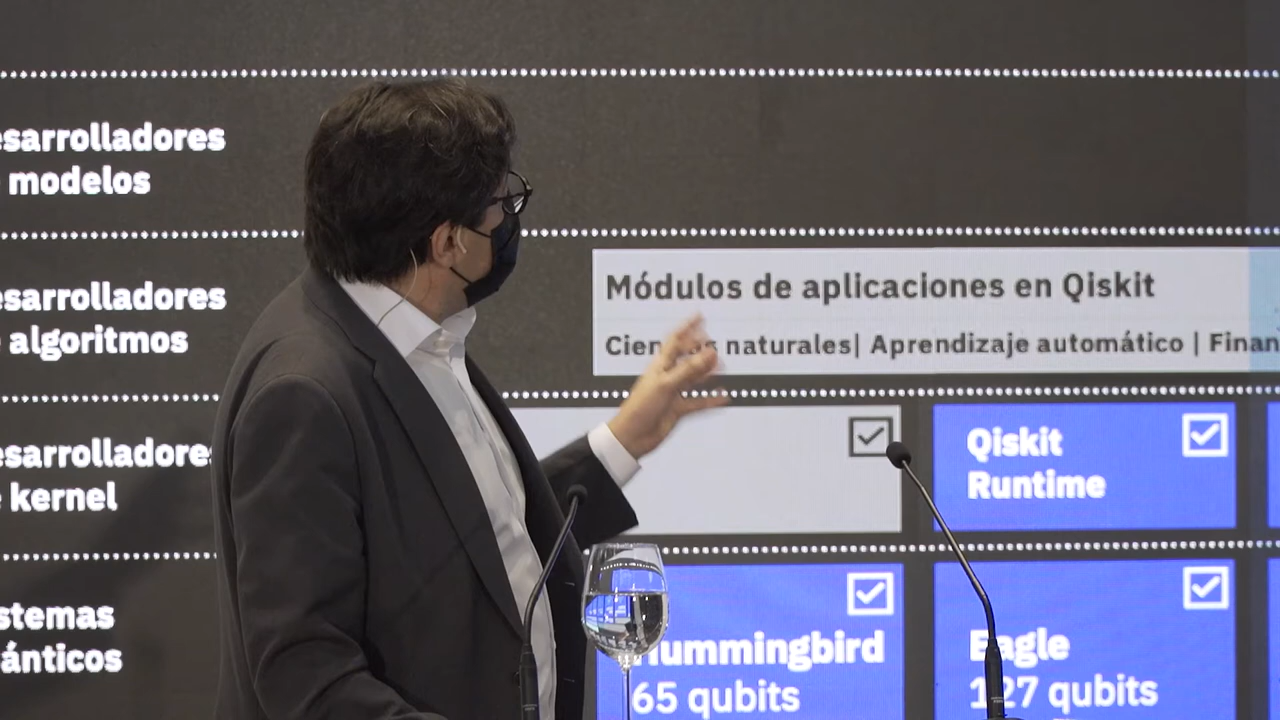 esarrolladores
modelos
esarrolladores
algoritmos
Módulos de aplicaciones en Qiskit
naturales| Aprendizaje automático | Finan
esarrolladores
kernel
Qiskit
Runtime
stemas
ánticos
Hummingbird
65 qubits
Eagle
127 qubits